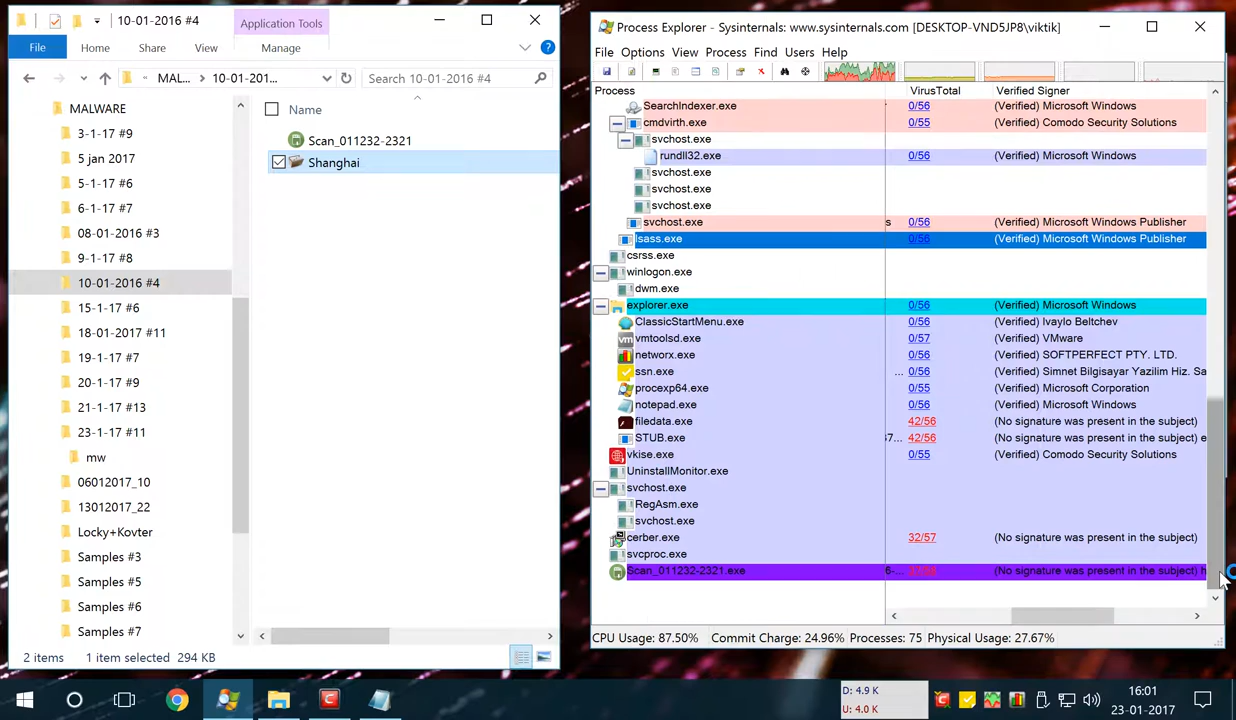 10-01-2016 #4
Application Tools
File
Home
Share
View
Manage
MAL...
10-01-201...
Search 10-01-2016 #4
MALWARE
3-1-17 #9
5 jan 2017
5-1-17 #6
6-1-17 #7
08-01-2016 #3
9-1-17 #8
10-01-2016 #4
15-1-17 #6
18-01-2017 #11
19-1-17 #7
20-1-17 #9
21-1-17 #13
23-1-17 #11
mw
06012017_10
13012017_22
Locky+Kovter
Samples #3
Samples #5
Samples #6
Samples #7
Name
Scan_011232-2321
Shanghai
2 items 1 item selected 294 KB
Process Explorer - Sysinternals: www.sysinternals.com [DESKTOP-VND5JP8\viktik]
File Options View Process Find Users Help
Process VirusTotal Verified Signer
SearchIndexer.exe 0/56 (Verified) Microsoft Windows
cmdvirth.exe 0/55 (Verified) Comodo Security Solutions
svchost.exe
rundll32.exe 0/56 (Verified) Microsoft Windows
svchost.exe
svchost.exe
svchost.exe
svchost.exe s 0/56 (Verified) Microsoft Windows Publisher
lsass.exe 0/56 (Verified) Microsoft Windows Publisher
csrss.exe
winlogon.exe
dwm.exe
explorer.exe 0/56 (Verified) Microsoft Windows
ClassicStartMenu.exe 0/56 (Verified) Ivaylo Beltchev
vmtoolsd.exe 0/57 (Verified) VMware
networx.exe 0/56 (Verified) SOFTPERFECT PTY. LTD.
ssn.exe ... 0/56 (Verified) Simnet Bilgisayar Yazilim Hiz. Sa
procexp64.exe 0/55 (Verified) Microsoft Corporation
notepad.exe 0/56 (Verified) Microsoft Windows
filedata.exe 42/56 (No signature was present in the subject)
STUB.exe 37... 42/56 (No signature was present in the subject) e
vkise.exe 0/55 (Verified) Comodo Security Solutions
UninstallMonitor.exe
svchost.exe
RegAsm.exe
svchost.exe
cerber.exe 32/57 (No signature was present in the subject)
svcproc.exe
Scan_011232-2321.exe 6-... (No signature was present in the subject) h
CPU Usage: 87.50% Commit Charge: 24.96% Processes: 75 Physical Usage: 27.67%
D: 4.9 K
U: 4.0 K
16:01
23-01-2017